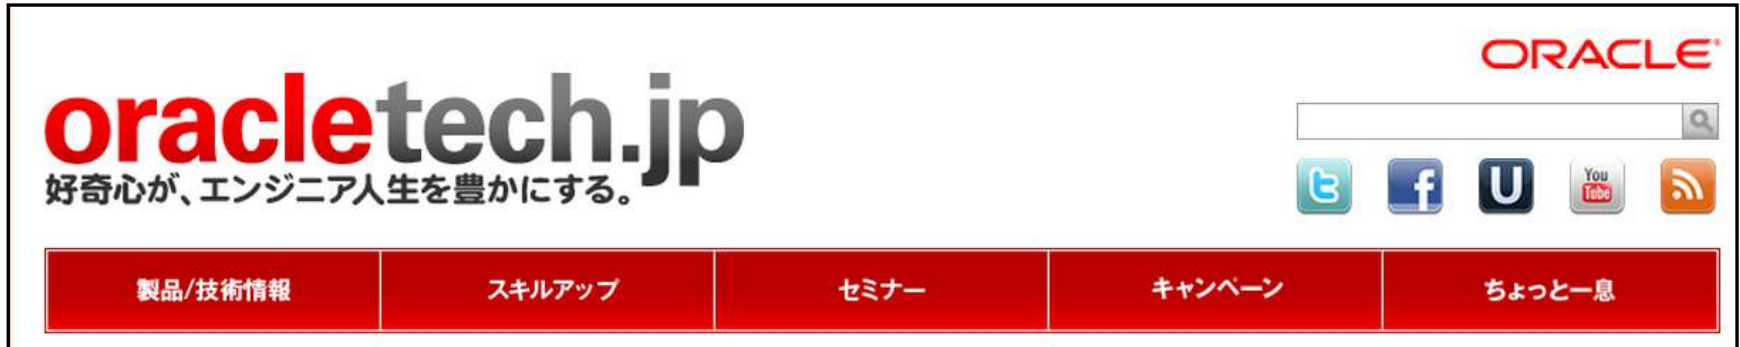 ORACLE
oracletech.jp
好奇心が、エンジニア人生を豊かにする。
You
Tube
製品/技術情報 スキルアップ セミナー キャンペーン ちょっと一息